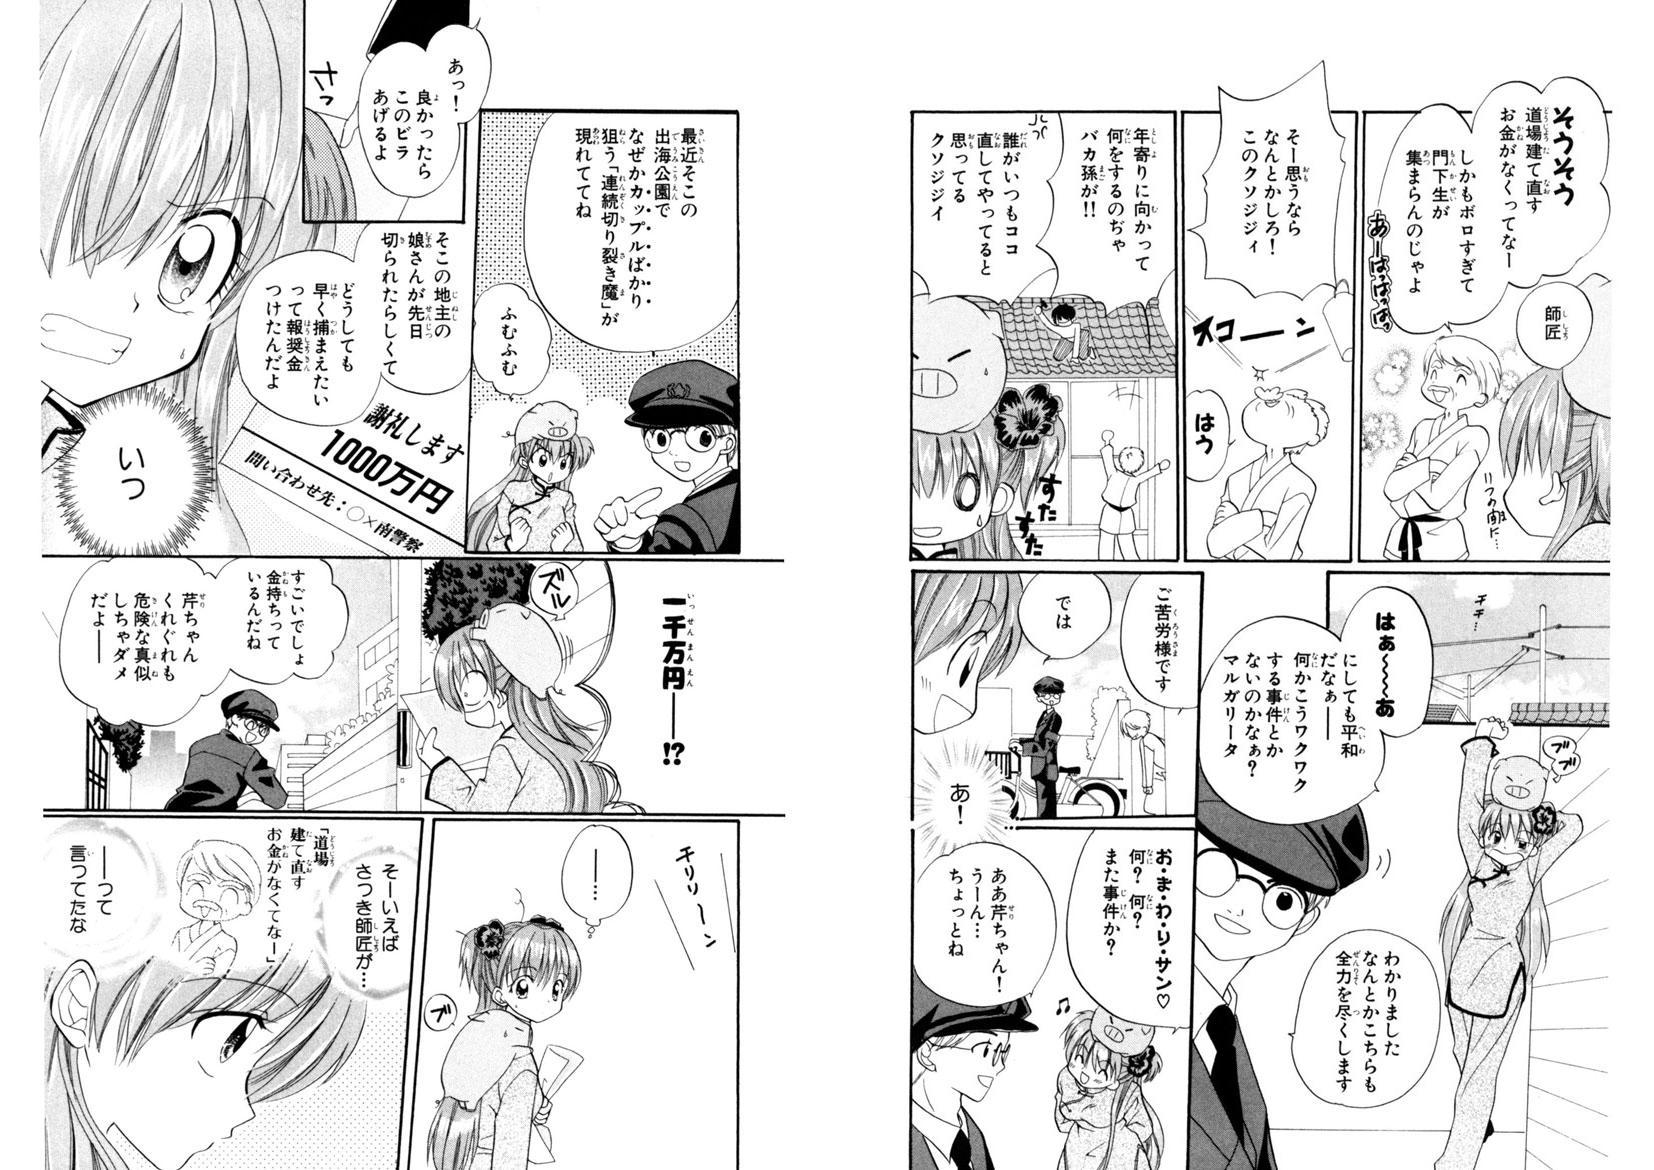 そうそう
道場建て直す
お金がなくってなー
しかもボロすぎて
門下生が
集まらんのじゃよ
あーはっはっはっ
師匠
いつの間に…
そー思うなら
なんとかしろ!
このクソジジィ
スコーーン
はう
年寄りに向かって
何をするのぢゃ
バカ孫が!!
誰がいつもココ
直してやってると
思ってる
クソジジイ
すたすた
チチ…
はぁ～～～あ
にしても平和
だなぁ――
何かこうワクワク
する事件とか
ないのかなぁ?
マルガリータ
ブブ
わかりました
なんとかこちらも
全力を尽くします
ご苦労様です
では
あ!
お・ま・わ・り・サン♡
何?何?
また事件か?
♪
ああ芹ちゃん!
うーん…
ちょっとね
最近そこの
出海公園で
なぜかカップルばかり
狙う「連続切り裂き魔」が
現れててね
ふむふむ
あっ!
良かったら
このビラ
あげるよ
さっ
そこの地主の
娘さんが先日
切られたらしくて
どうしても
早く捕まえたい
って報奨金
つけたんだよ
謝礼します
1000万円
問い合わせ先:○×南警察
いっ
一千万円――!?
ズル
すごいでしょ
金持ちって
いるんだね
芹ちゃん
くれぐれも
危険な真似
しちゃダメ
だよ――
チリリーン
――…
ブ
そーいえば
さっき師匠が…
「道場
建て直す
お金がなくてなー」
――って
言ってたな